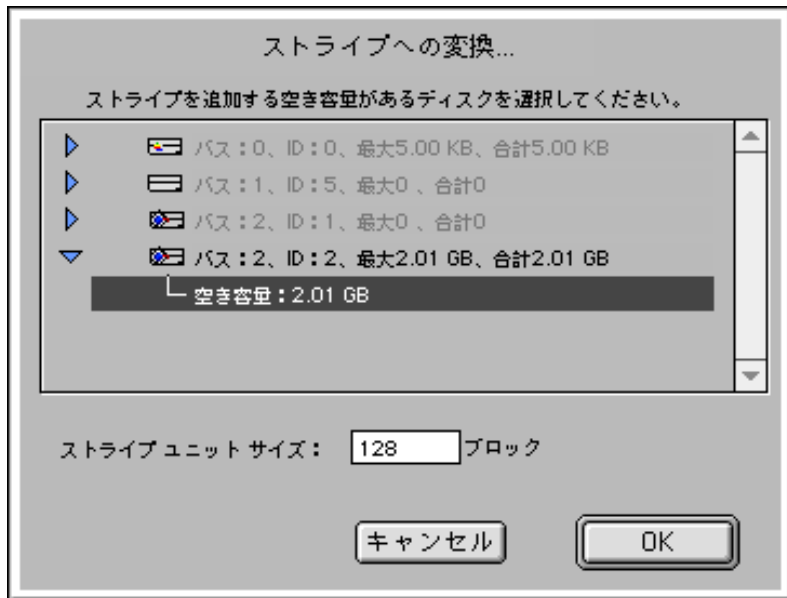 ストライプへの変換...
ストライプを追加する空き容量があるディスクを選択してください。
バス：0、ID：0、最大5.00 KB、合計5.00 KB
バス：1、ID：5、最大0 、合計0
バス：2、ID：1、最大0 、合計0
バス：2、ID：2、最大2.01 GB、合計2.01 GB
空き容量：2.01 GB
ストライプ ユニット サイズ： 128 ブロック
キャンセル OK